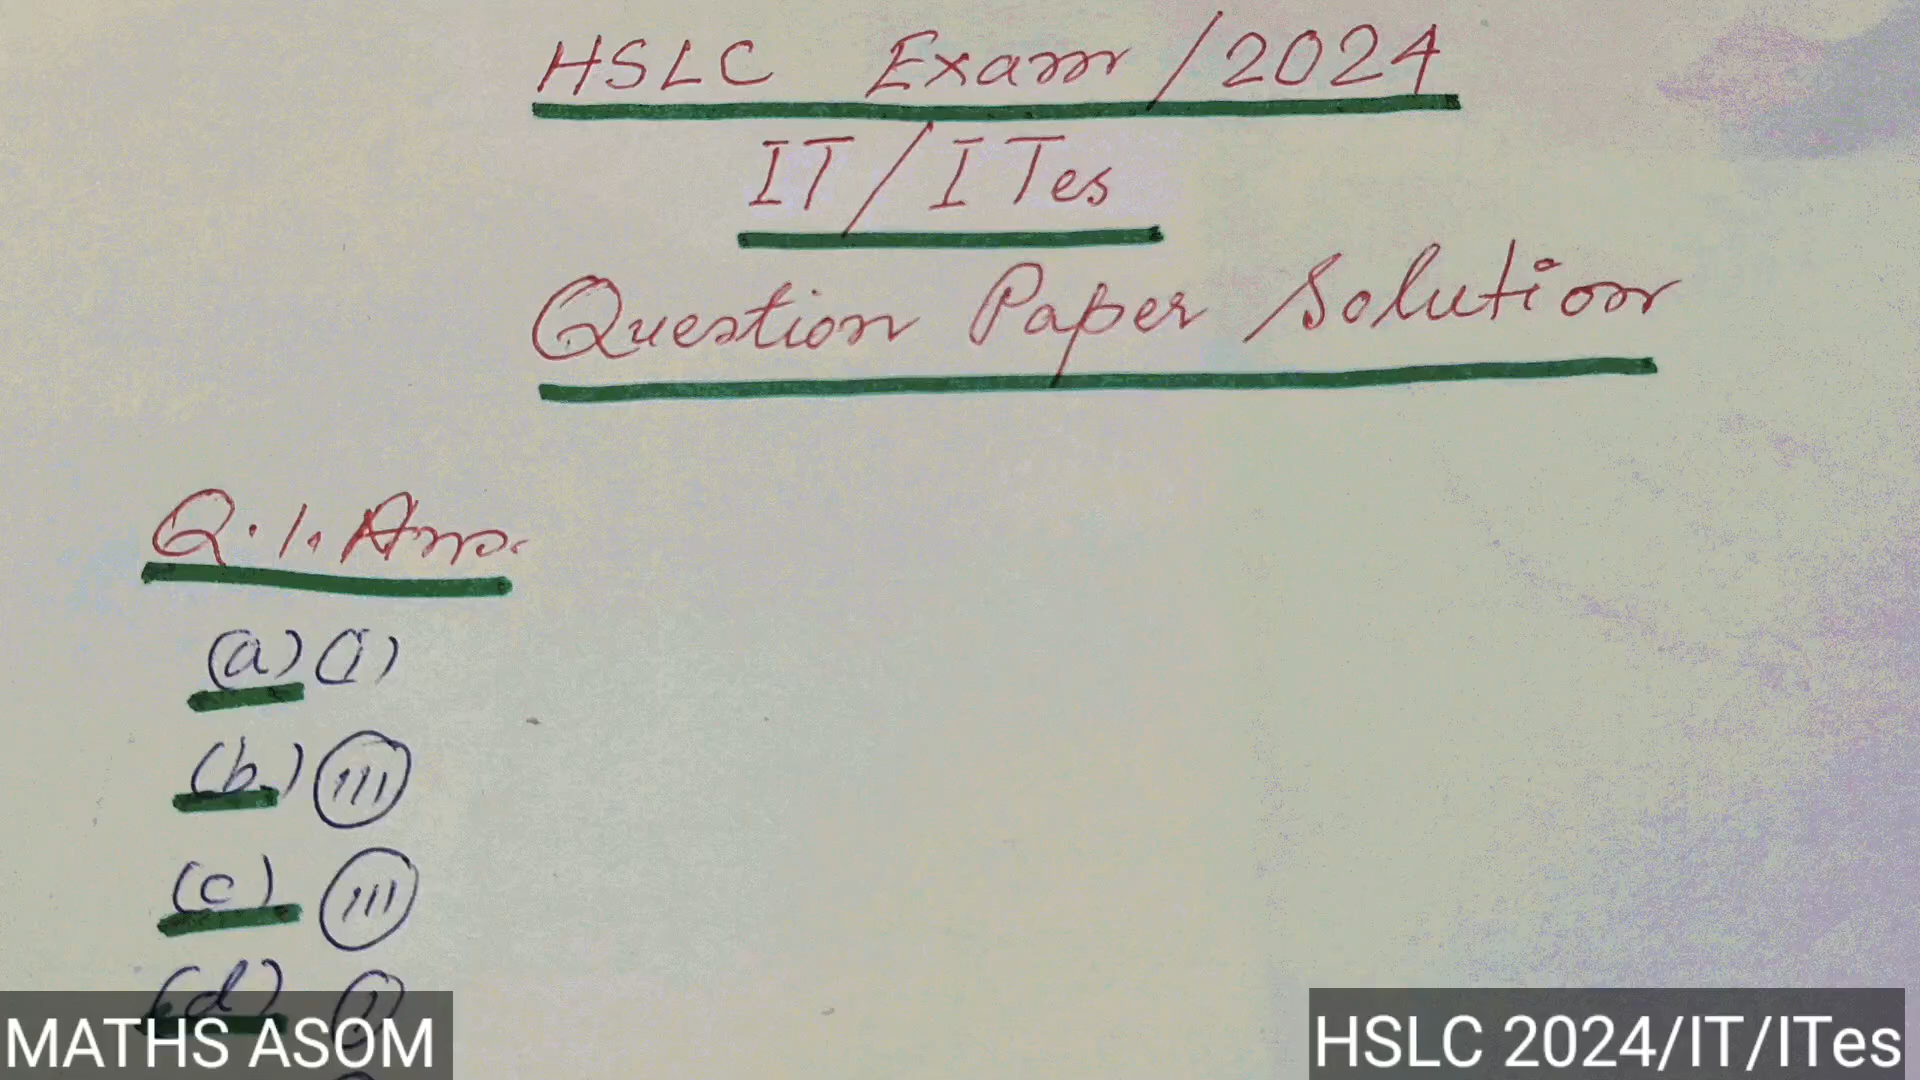 HSLC Exam / 2024
IT / ITes
Question Paper Solution
Q.1. Ans.
(a) (i)
(b.) (iii)
(c) (iii)
(d) (i)
MATHS ASOM
HSLC 2024/IT/ITes